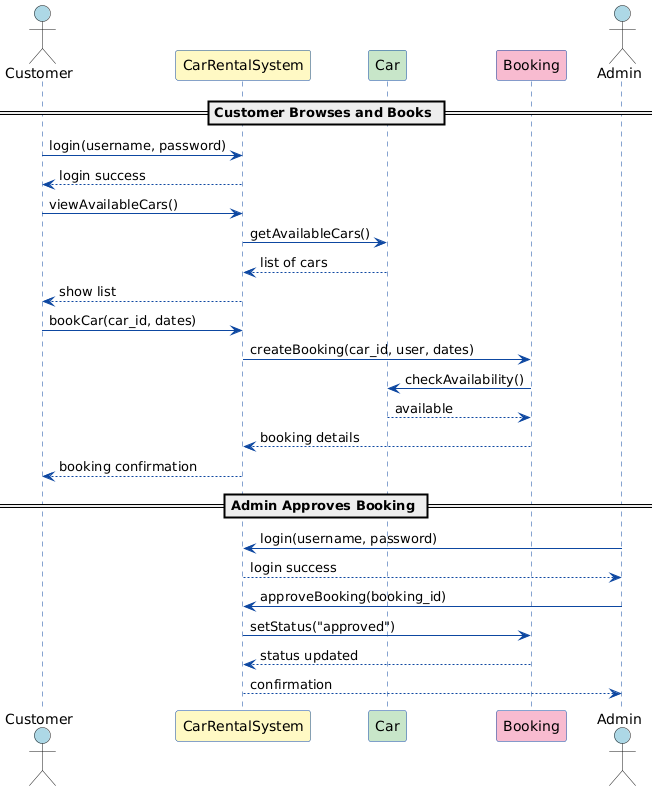 Customer
CarRentalSystem
Car
Booking
Admin
Customer Browses and Books
login(username, password)
login success
viewAvailableCars()
getAvailableCars()
list of cars
show list
bookCar(car_id, dates)
createBooking(car_id, user, dates)
checkAvailability()
available
booking details
booking confirmation
Admin Approves Booking
login(username, password)
login success
approveBooking(booking_id)
setStatus("approved")
status updated
confirmation
Customer
CarRentalSystem
Car
Booking
Admin